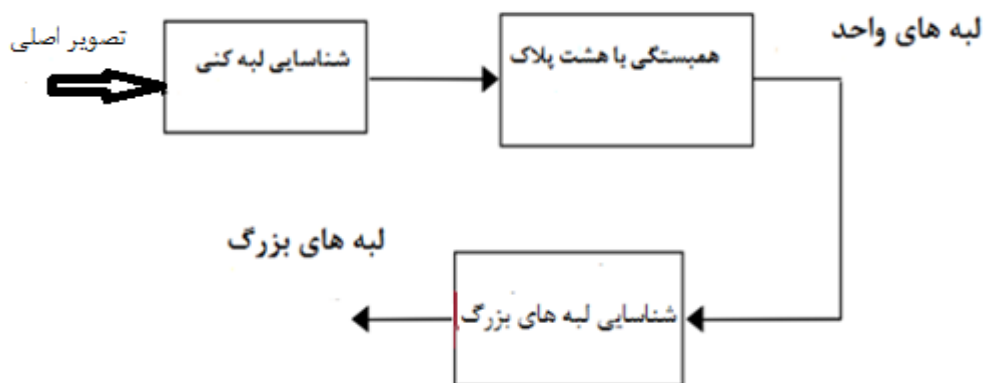 تصویر اصلی
شناسایی لبه کنی
همبستگی با هشت پلاک
لبه های واحد
لبه های بزرگ
شناسایی لبه های بزرگ